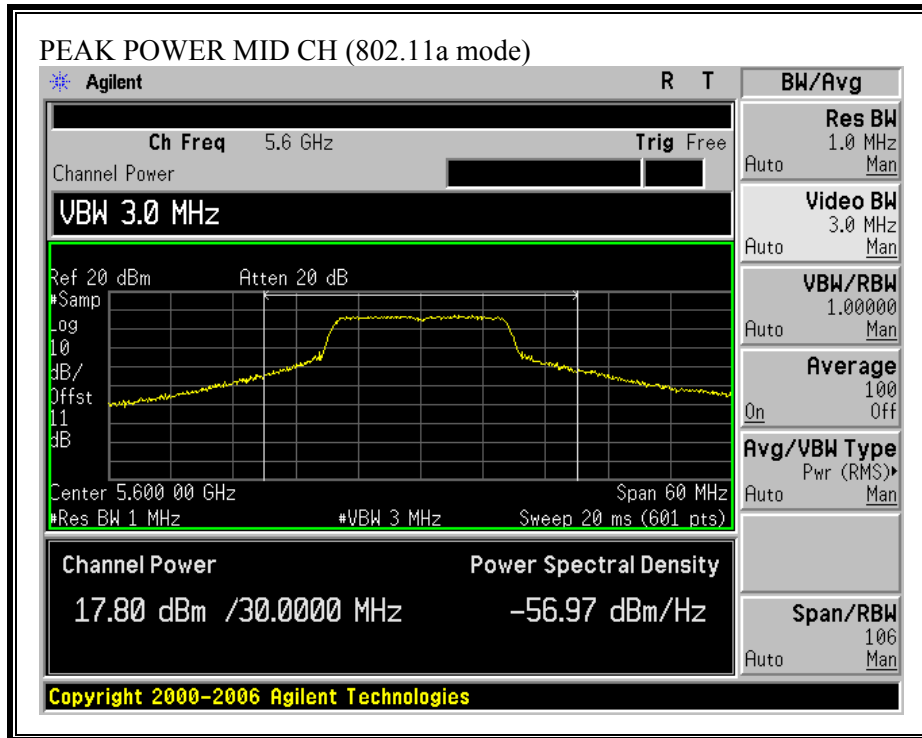 PEAK POWER MID CH (802.11a mode)
Agilent R T
Ch Freq 5.6 GHz Trig Free
Channel Power
VBW 3.0 MHz
Ref 20 dBm Atten 20 dB
#Samp
Log
10
dB/
Offst
11
dB
Center 5.600 00 GHz Span 60 MHz
#Res BW 1 MHz #VBW 3 MHz Sweep 20 ms (601 pts)
Channel Power Power Spectral Density
17.80 dBm /30.0000 MHz -56.97 dBm/Hz
BW/Avg
Res BW
1.0 MHz
Auto Man
Video BW
3.0 MHz
Auto Man
VBW/RBW
1.00000
Auto Man
Average
100
On Off
Avg/VBW Type
Pwr (RMS)▸
Auto Man
Span/RBW
106
Auto Man
Copyright 2000-2006 Agilent Technologies